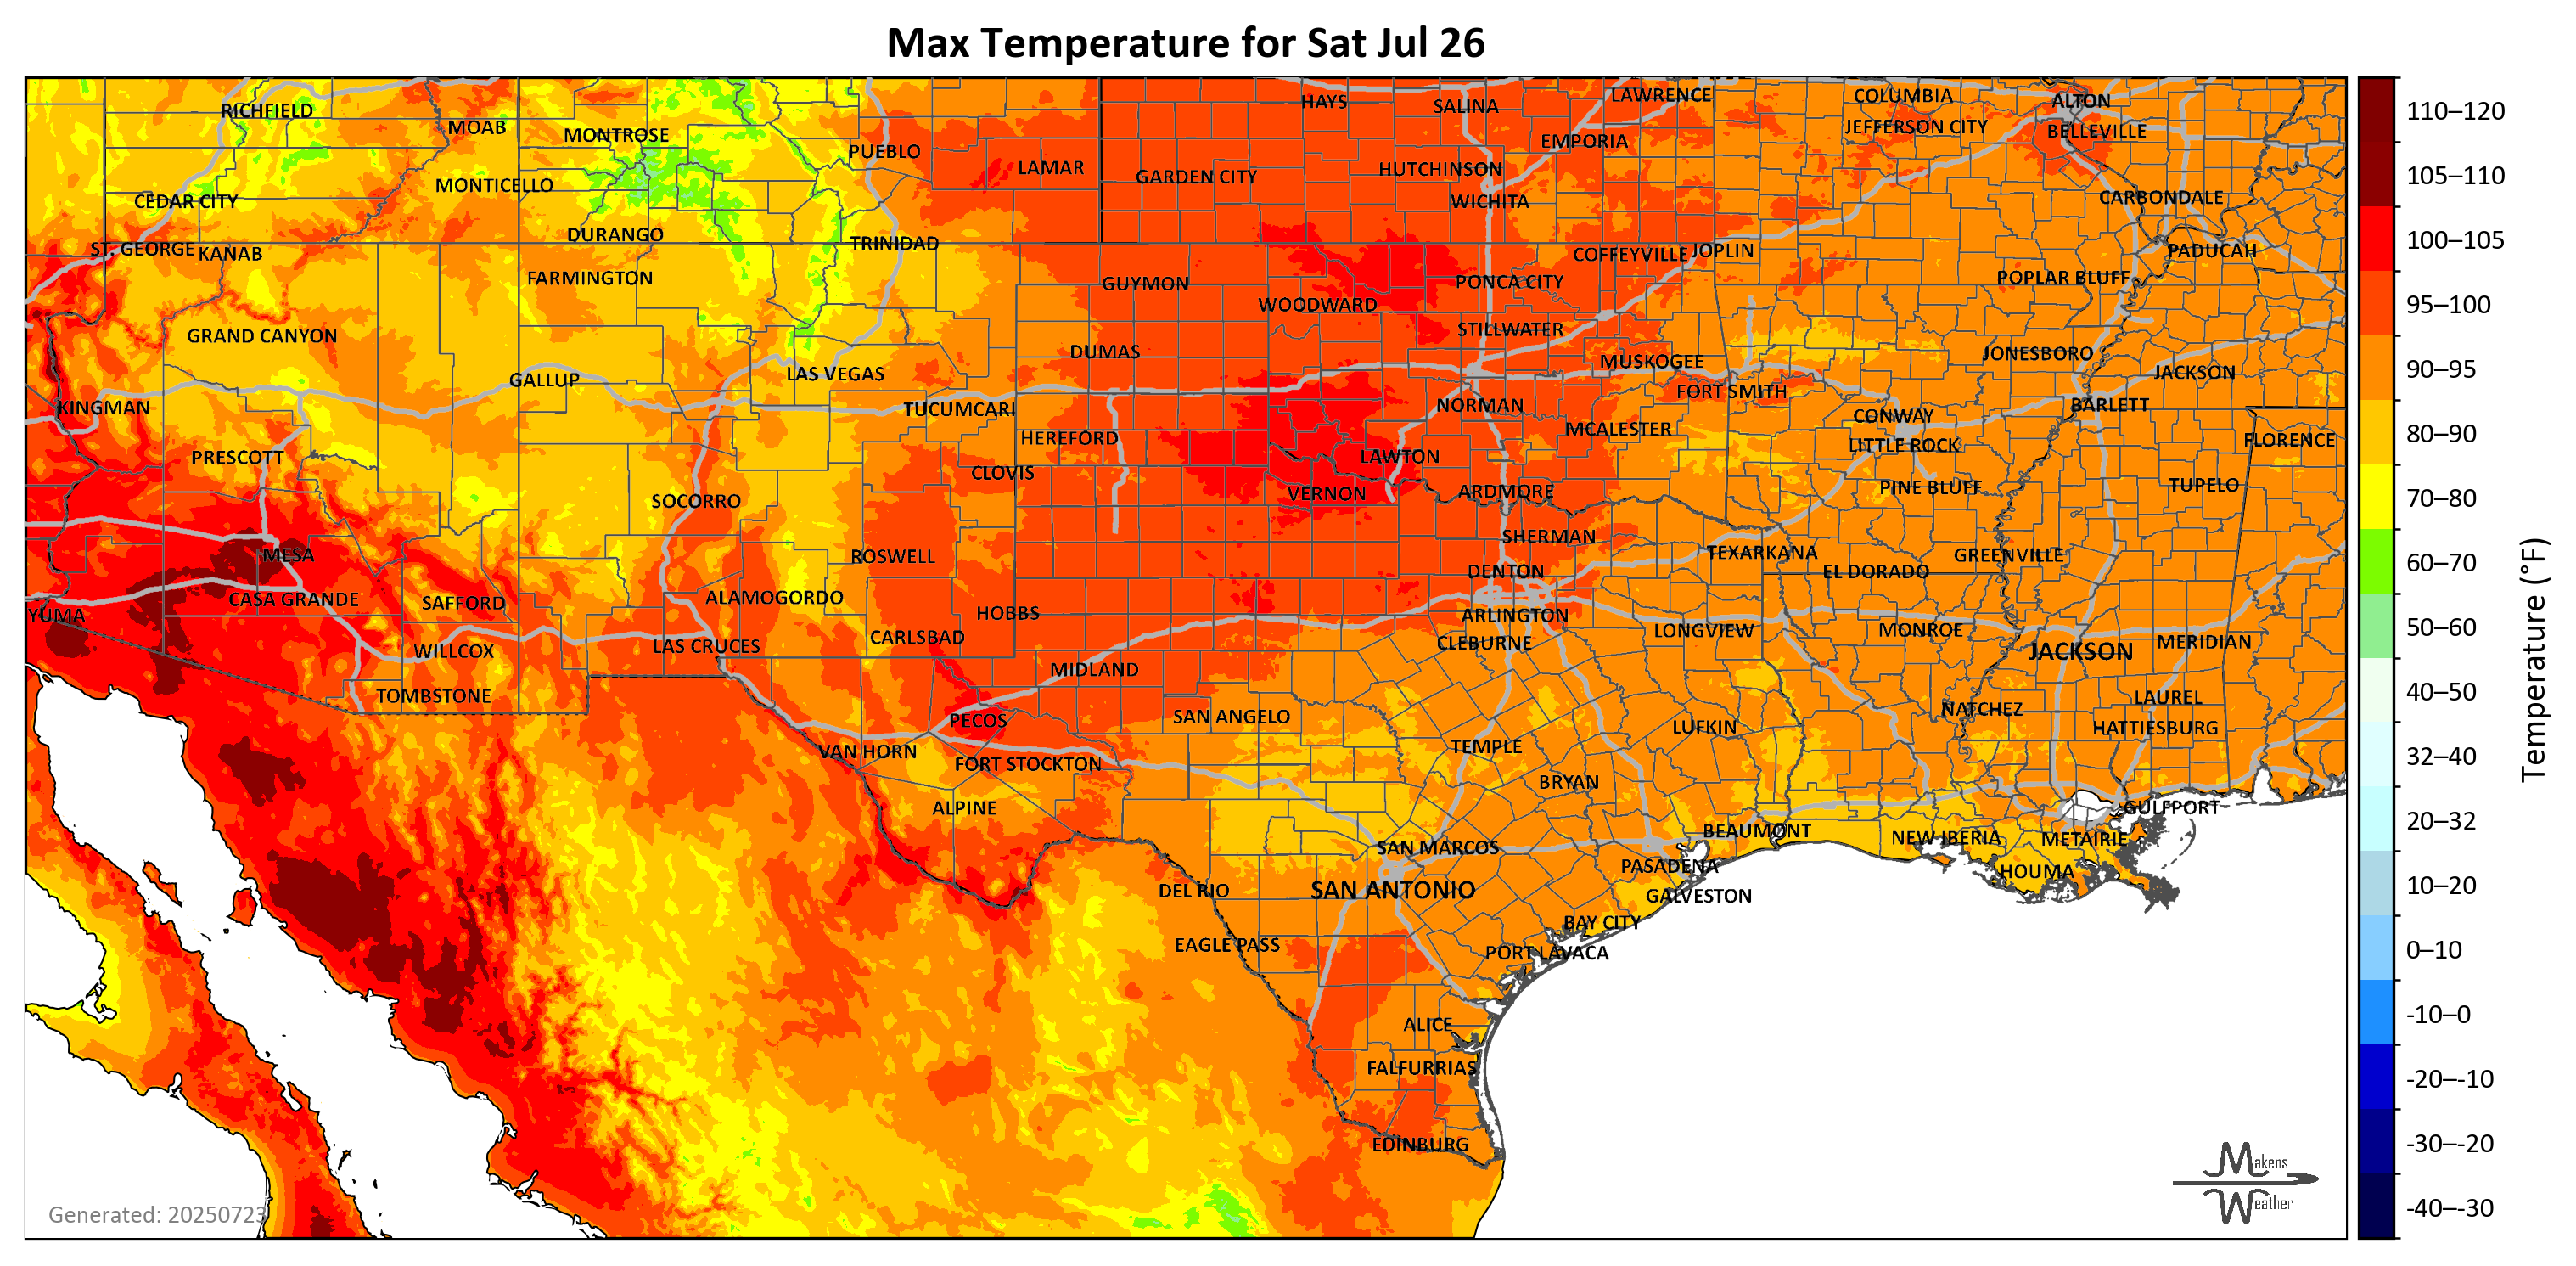 Max Temperature for Sat Jul 26
RICHFIELD
MOAB
MONTROSE
PUEBLO
LAMAR
HAYS
SALINA
LAWRENCE
EMPORIA
COLUMBIA
JEFFERSON CITY
ALTON
BELLEVILLE
CEDAR CITY
MONTICELLO
GARDEN CITY
HUTCHINSON
WICHITA
CARBONDALE
ST. GEORGE
KANAB
DURANGO
TRINIDAD
COFFEYVILLE
JOPLIN
PADUCAH
FARMINGTON
GUYMON
WOODWARD
PONCA CITY
POPLAR BLUFF
GRAND CANYON
STILLWATER
DUMAS
MUSKOGEE
JONESBORO
GALLUP
LAS VEGAS
FORT SMITH
JACKSON
KINGMAN
TUCUMCARI
NORMAN
CONWAY
BARLETT
PRESCOTT
HEREFORD
MCALESTER
LITTLE ROCK
FLORENCE
CLOVIS
LAWTON
SOCORRO
VERNON
ARDMORE
PINE BLUFF
TUPELO
MESA
ROSWELL
SHERMAN
TEXARKANA
GREENVILLE
DENTON
EL DORADO
YUMA
CASA GRANDE
SAFFORD
ALAMOGORDO
HOBBS
ARLINGTON
WILLCOX
LAS CRUCES
CARLSBAD
CLEBURNE
LONGVIEW
MONROE
JACKSON
MERIDIAN
TOMBSTONE
MIDLAND
PECOS
SAN ANGELO
LUFKIN
NATCHEZ
LAUREL
HATTIESBURG
VAN HORN
FORT STOCKTON
TEMPLE
BRYAN
ALPINE
GULFPORT
BEAUMONT
NEW IBERIA
METAIRIE
SAN MARCOS
PASADENA
HOUMA
DEL RIO
SAN ANTONIO
GALVESTON
EAGLE PASS
BAY CITY
PORT LAVACA
ALICE
FALFURRIAS
EDINBURG
Generated: 20250723
Makens
Weather
110–120
105–110
100–105
95–100
90–95
80–90
70–80
60–70
50–60
40–50
32–40
20–32
10–20
0–10
-10–0
-20–-10
-30–-20
-40–-30
Temperature (°F)